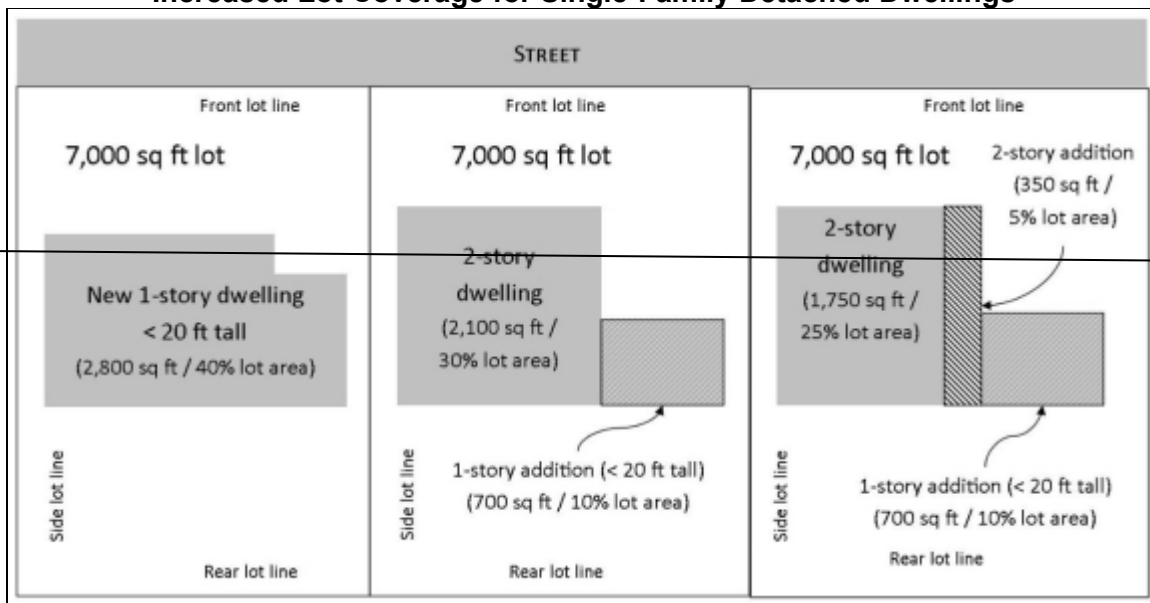 Increased Lot Coverage for Single-Family Detached Dwellings
STREET
Front lot line
7,000 sq ft lot
New 1-story dwelling
< 20 ft tall
(2,800 sq ft / 40% lot area)
Side lot line
Rear lot line
Front lot line
7,000 sq ft lot
2-story
dwelling
(2,100 sq ft /
30% lot area)
1-story addition (< 20 ft tall)
(700 sq ft / 10% lot area)
Side lot line
Rear lot line
Front lot line
7,000 sq ft lot
2-story addition
(350 sq ft /
5% lot area)
2-story
dwelling
(1,750 sq ft /
25% lot area)
1-story addition (< 20 ft tall)
(700 sq ft / 10% lot area)
Side lot line
Rear lot line